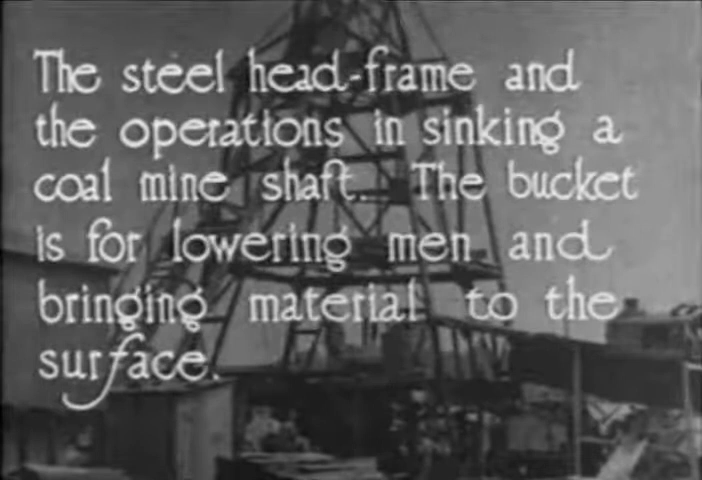 The steel head-frame and
the operations in sinking a
coal mine shaft. The bucket
is for lowering men and
bringing material to the
surface.